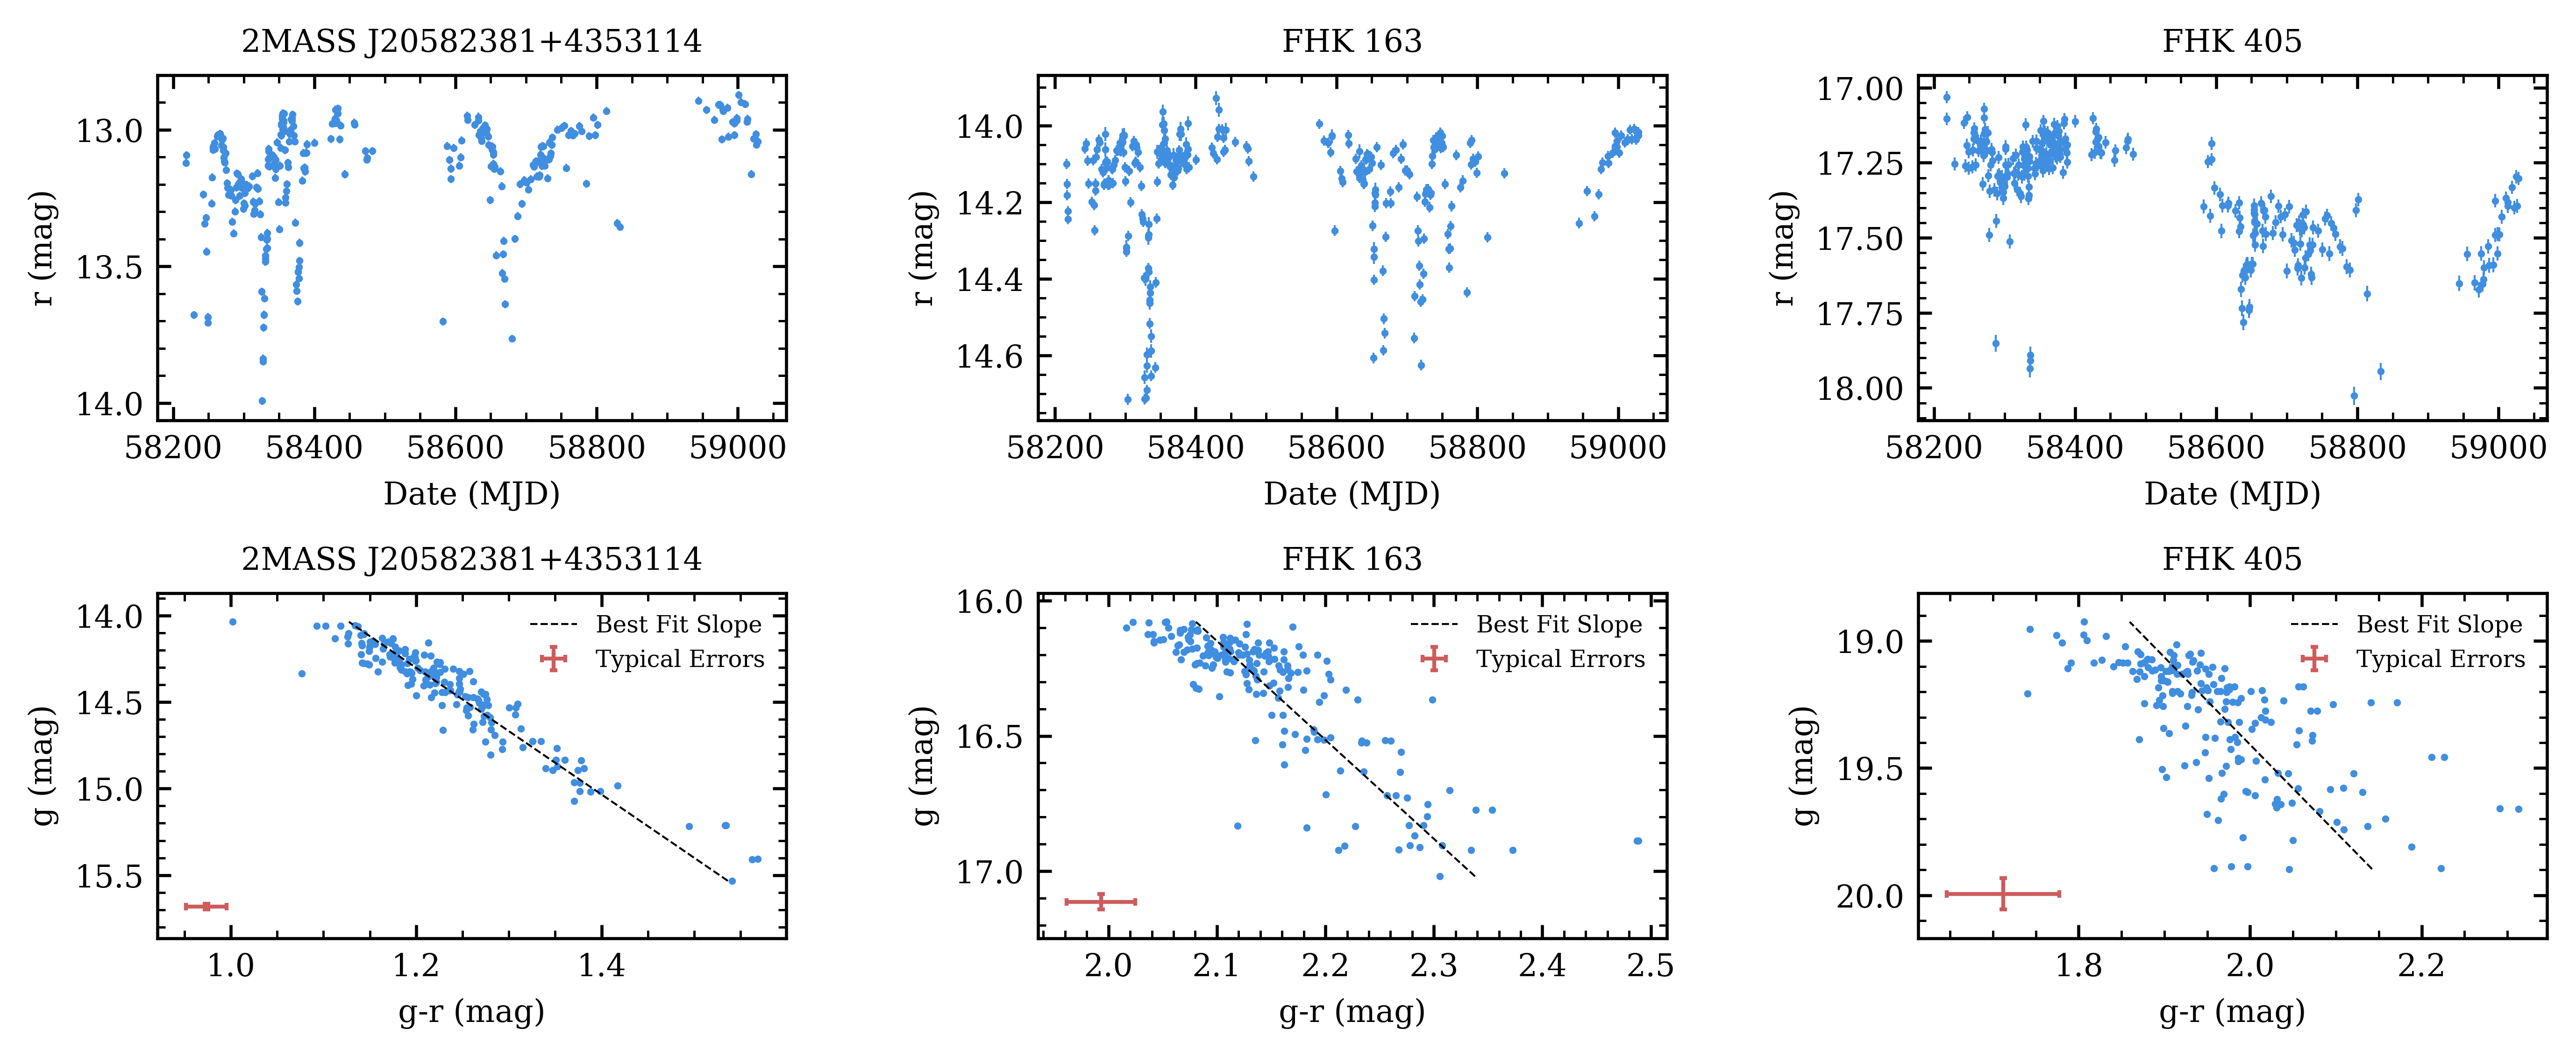 2MASS J20582381+4353114
FHK 163
FHK 405
13.0
13.5
14.0
r (mag)
58200 58400 58600 58800 59000
Date (MJD)
14.0
14.2
14.4
14.6
r (mag)
58200 58400 58600 58800 59000
Date (MJD)
17.00
17.25
17.50
17.75
18.00
r (mag)
58200 58400 58600 58800 59000
Date (MJD)
2MASS J20582381+4353114
FHK 163
FHK 405
14.0
14.5
15.0
15.5
g (mag)
Best Fit Slope
Typical Errors
1.0 1.2 1.4
g-r (mag)
16.0
16.5
17.0
g (mag)
Best Fit Slope
Typical Errors
2.0 2.1 2.2 2.3 2.4 2.5
g-r (mag)
19.0
19.5
20.0
g (mag)
Best Fit Slope
Typical Errors
1.8 2.0 2.2
g-r (mag)